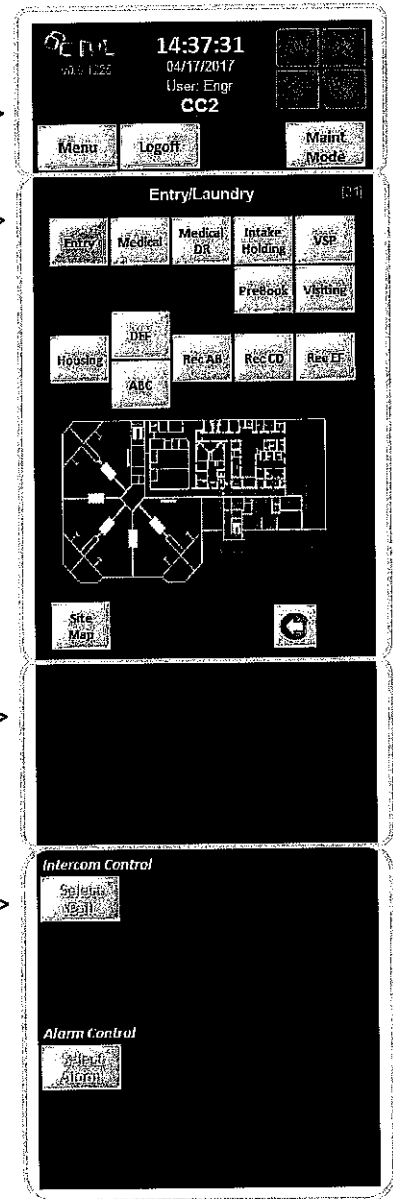 14:37:31
04/17/2017
User: Engr
CC2
Menu
Logoff
Maint
Mode
Entry/Laundry
Entry
Medical
Medical
DR
Intake
Holding
VSP
PreBook
Visiting
DEF
Housing
Rec AB
Rec CD
Rec EF
ABC
Site
Map
Intercom Control
Select
Call
Alarm Control
Select
Alarm